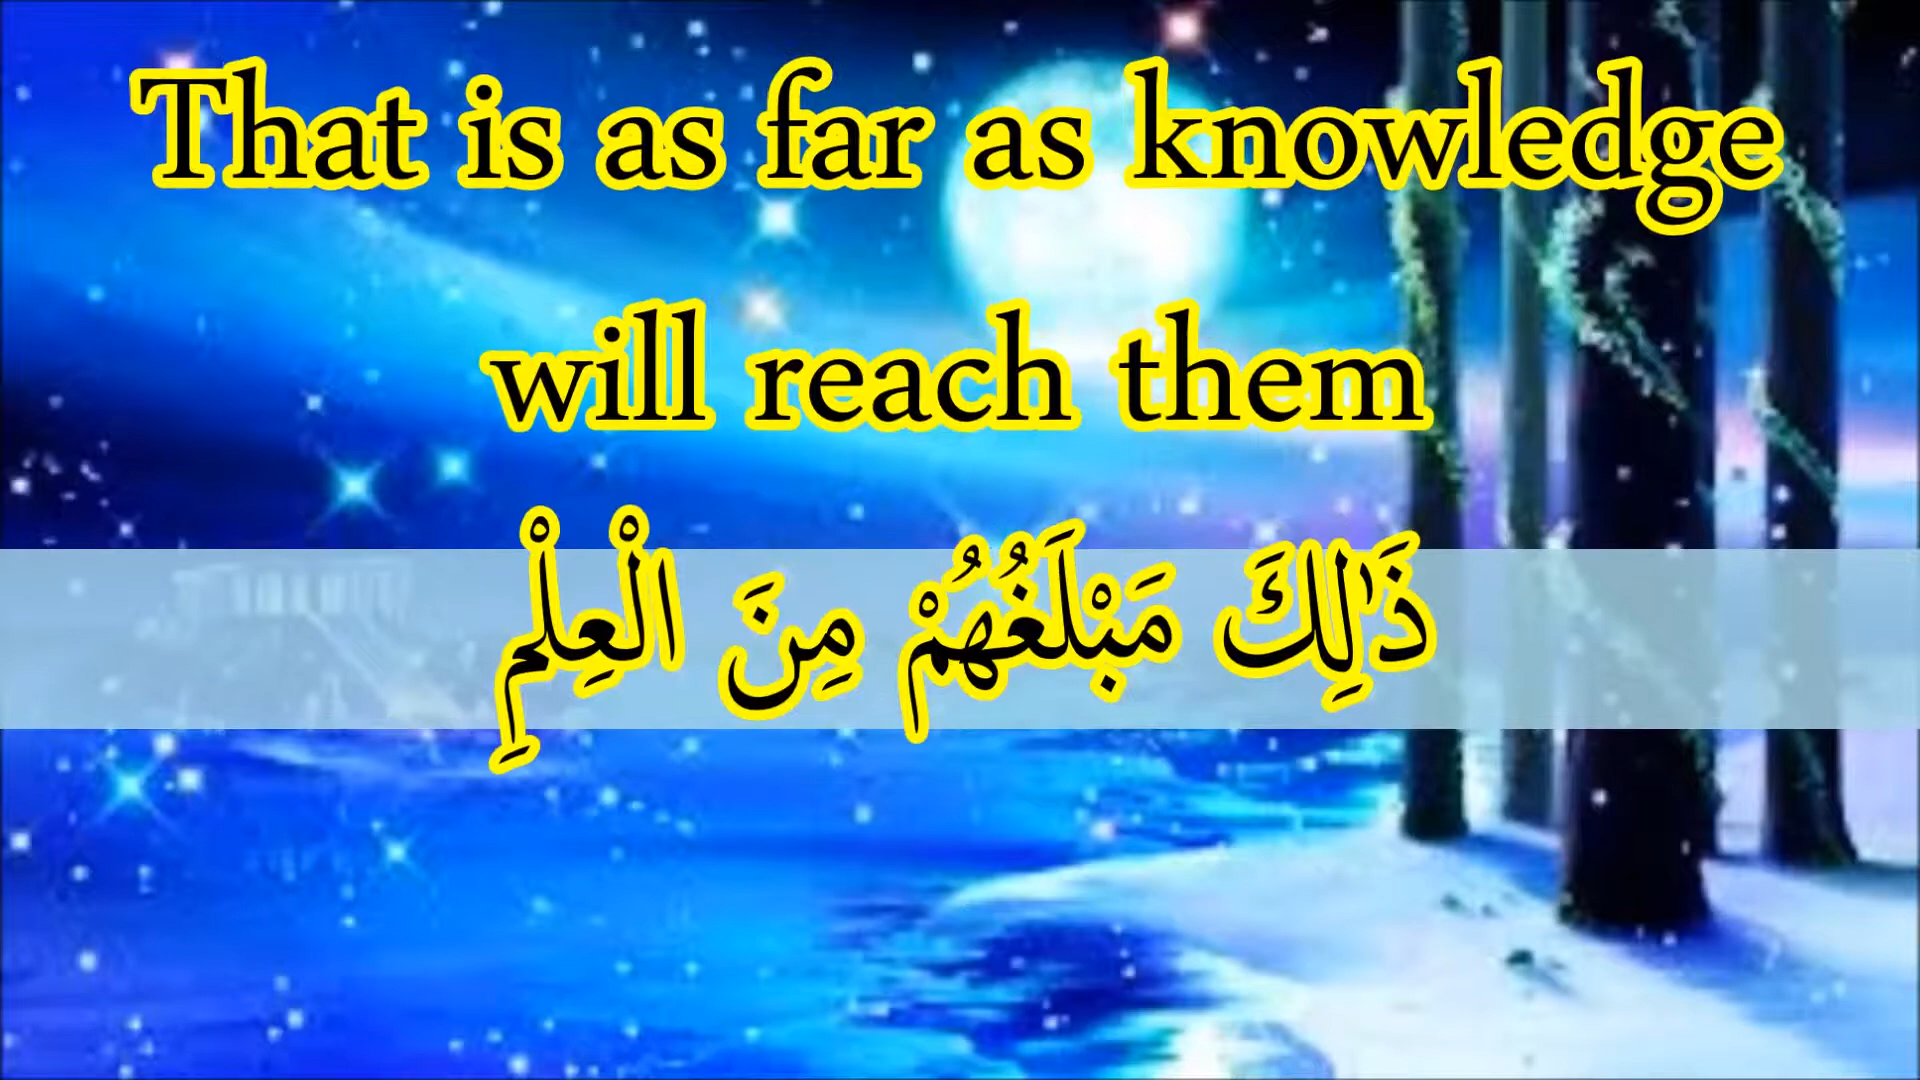 That is as far as knowledge
will reach them
ذَٰلِكَ مَبْلَغُهُمْ مِنَ الْعِلْمِ